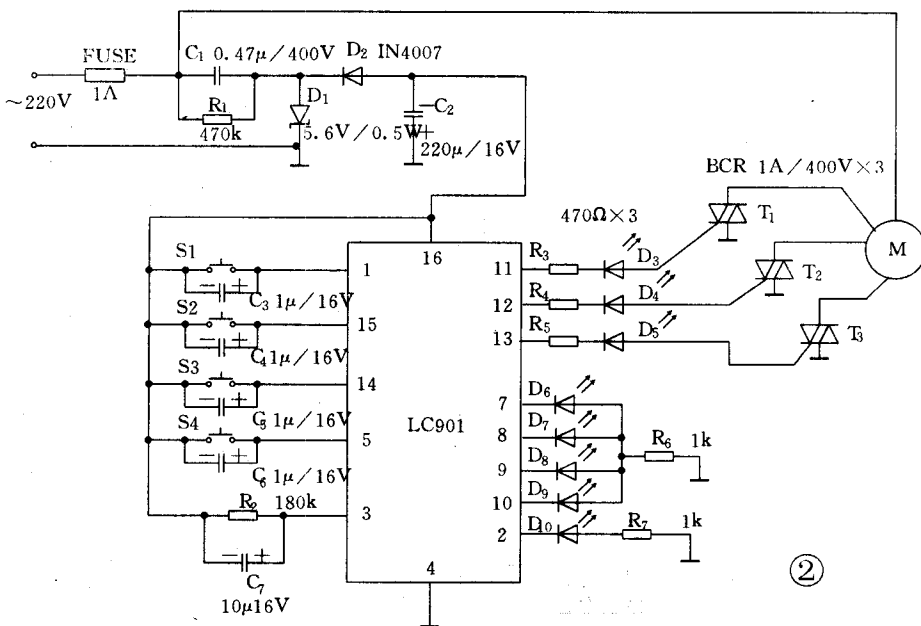 FUSE
1A
~220V
C1 0.47μ/400V
R1
470k
D1
5.6V/0.5W
D2 IN4007
C2
220μ/16V
BCR 1A/400V×3
470Ω×3
T1
T2
T3
M
S1
S2
S3
S4
C3 1μ/16V
C4 1μ/16V
C5 1μ/16V
C6 1μ/16V
R2 180k
C7
10μ16V
LC901
16
1
15
14
5
3
4
11
12
13
7
8
9
10
2
R3
R4
R5
D3
D4
D5
D6
D7
D8
D9
D10
R6 1k
R7 1k
②